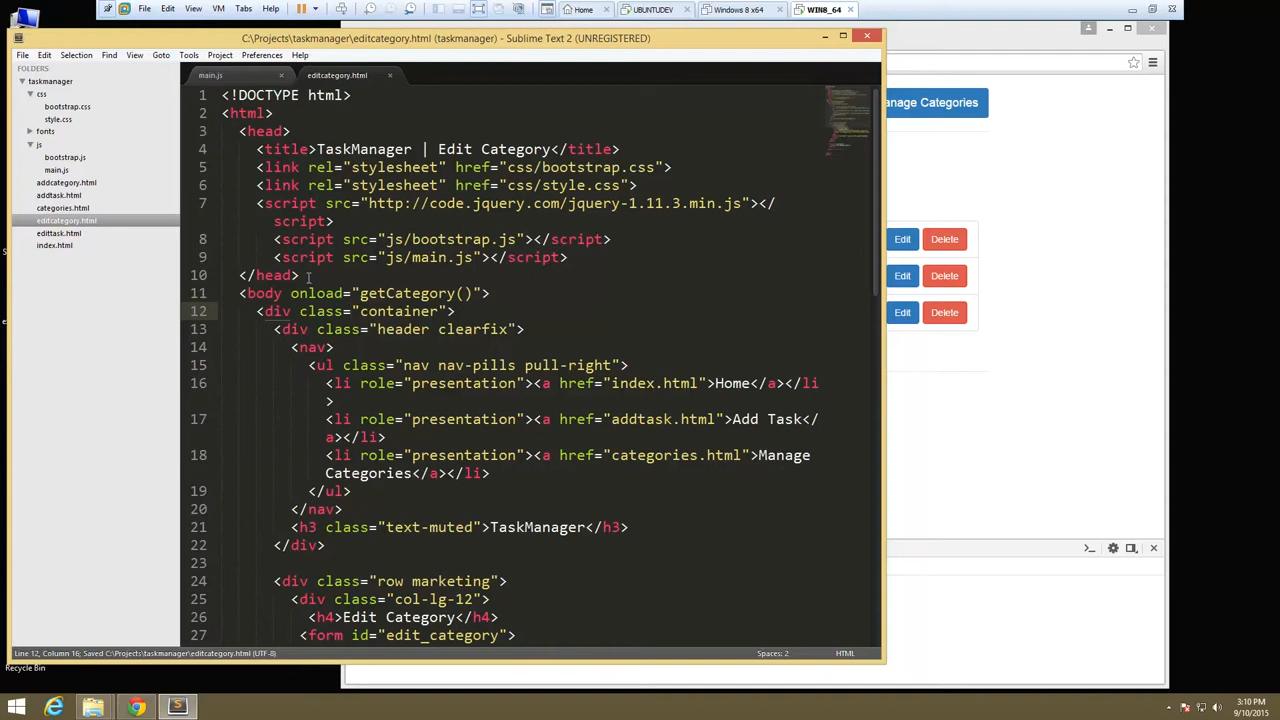 File Edit View VM Tabs Help
Home UBUNTUDEV Windows 8 x64 WIN8_64
C:\Projects\taskmanager\editcategory.html (taskmanager) - Sublime Text 2 (UNREGISTERED)
File Edit Selection Find View Goto Tools Project Preferences Help
FOLDERS
taskmanager
css
bootstrap.css
style.css
fonts
js
bootstrap.js
main.js
addcategory.html
addtask.html
categories.html
editcategory.html
edittask.html
index.html
main.js editcategory.html
1 <!DOCTYPE html>
2 <html>
3 <head>
4 <title>TaskManager | Edit Category</title>
5 <link rel="stylesheet" href="css/bootstrap.css">
6 <link rel="stylesheet" href="css/style.css">
7 <script src="http://code.jquery.com/jquery-1.11.3.min.js"></
script>
8 <script src="js/bootstrap.js"></script>
9 <script src="js/main.js"></script>
10 </head>
11 <body onload="getCategory()">
12 <div class="container">
13 <div class="header clearfix">
14 <nav>
15 <ul class="nav nav-pills pull-right">
16 <li role="presentation"><a href="index.html">Home</a></li
>
17 <li role="presentation"><a href="addtask.html">Add Task</
a></li>
18 <li role="presentation"><a href="categories.html">Manage
Categories</a></li>
19 </ul>
20 </nav>
21 <h3 class="text-muted">TaskManager</h3>
22 </div>
23
24 <div class="row marketing">
25 <div class="col-lg-12">
26 <h4>Edit Category</h4>
27 <form id="edit_category">
anage Categories
Edit Delete
Edit Delete
Edit Delete
Line 12, Column 16; Saved C:\Projects\taskmanager\editcategory.html (UTF-8) Spaces: 2 HTML
Recycle Bin
3:10 PM
9/10/2015